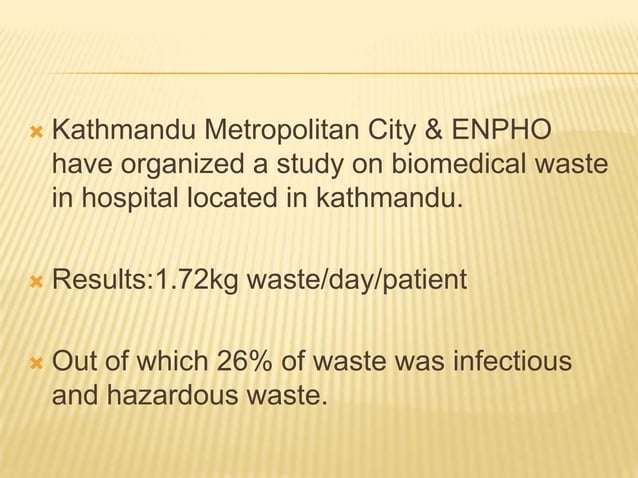 Kathmandu Metropolitan City & ENPHO
have organized a study on biomedical waste
in hospital located in kathmandu.
Results:1.72kg waste/day/patient
Out of which 26% of waste was infectious
and hazardous waste.